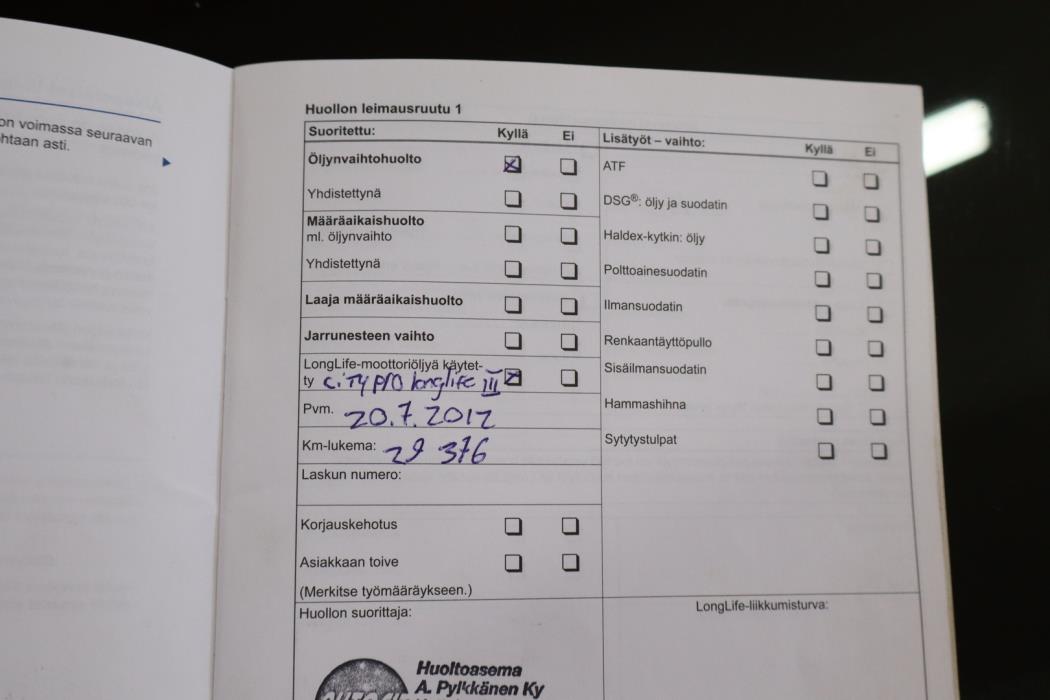 on voimassa seuraavan
htaan asti.
Huollon leimausruutu 1
Suoritettu: Kyllä Ei
Öljynvaihtohuolto
Yhdistettynä
Määräaikaishuolto
ml. öljynvaihto
Yhdistettynä
Laaja määräaikaishuolto
Jarrunesteen vaihto
LongLife-moottoriöljyä käytet-
ty CITY PRO longlife III
Pvm. 20.7.2012
Km-lukema: 29 376
Laskun numero:
Korjauskehotus
Asiakkaan toive
(Merkitse työmääräykseen.)
Huollon suorittaja:
Huoltoasema
A. Pylkkänen Ky
Lisätyöt – vaihto: Kyllä Ei
ATF
DSG®: öljy ja suodatin
Haldex-kytkin: öljy
Polttoainesuodatin
Ilmansuodatin
Renkaantäyttöpullo
Sisäilmansuodatin
Hammashihna
Sytytystulpat
LongLife-liikkumisturva: